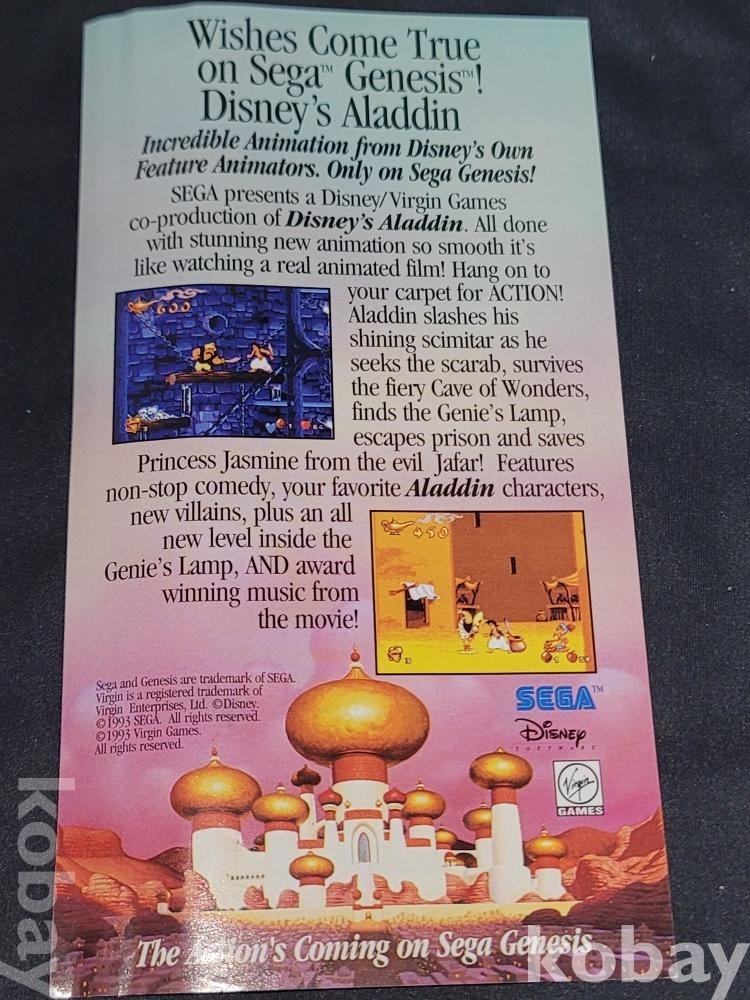 Wishes Come True
on Sega™ Genesis™!
Disney's Aladdin
Incredible Animation from Disney's Own
Feature Animators. Only on Sega Genesis!
SEGA presents a Disney/Virgin Games
co-production of Disney's Aladdin. All done
with stunning new animation so smooth it's
like watching a real animated film! Hang on to
your carpet for ACTION!
Aladdin slashes his
shining scimitar as he
seeks the scarab, survives
the fiery Cave of Wonders,
finds the Genie's Lamp,
escapes prison and saves
Princess Jasmine from the evil Jafar! Features
non-stop comedy, your favorite Aladdin characters,
new villains, plus an all
new level inside the
Genie's Lamp, AND award
winning music from
the movie!
600
450
3
Sega and Genesis are trademark of SEGA.
Virgin is a registered trademark of
Virgin Enterprises, Ltd. ©Disney.
©1993 SEGA. All rights reserved.
©1993 Virgin Games.
All rights reserved.
SEGA™
Disney
SOFTWARE
Virgin
GAMES
The Action's Coming on Sega Genesis
kobay
kobay